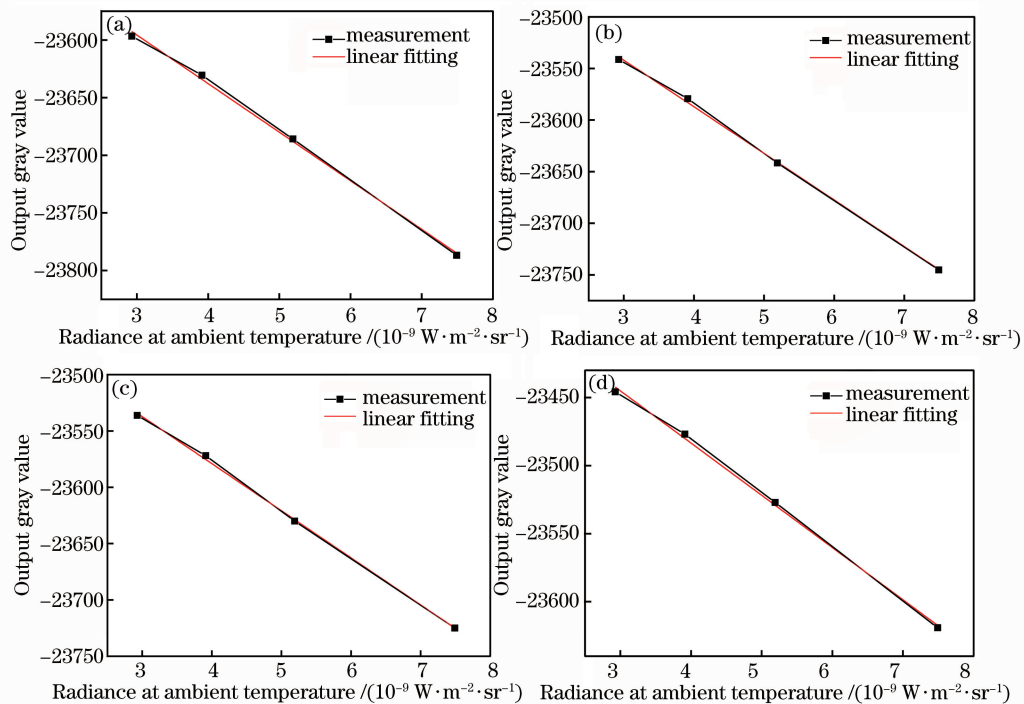 (a)
measurement
linear fitting
Output gray value
−23600
−23650
−23700
−23750
−23800
3 4 5 6 7 8
Radiance at ambient temperature /(10⁻⁹ W·m⁻²·sr⁻¹)
(b)
measurement
linear fitting
Output gray value
−23500
−23550
−23600
−23650
−23700
−23750
3 4 5 6 7 8
Radiance at ambient temperature /(10⁻⁹ W·m⁻²·sr⁻¹)
(c)
measurement
linear fitting
Output gray value
−23500
−23550
−23600
−23650
−23700
−23750
3 4 5 6 7 8
Radiance at ambient temperature /(10⁻⁹ W·m⁻²·sr⁻¹)
(d)
measurement
linear fitting
Output gray value
−23450
−23500
−23550
−23600
3 4 5 6 7 8
Radiance at ambient temperature /(10⁻⁹ W·m⁻²·sr⁻¹)